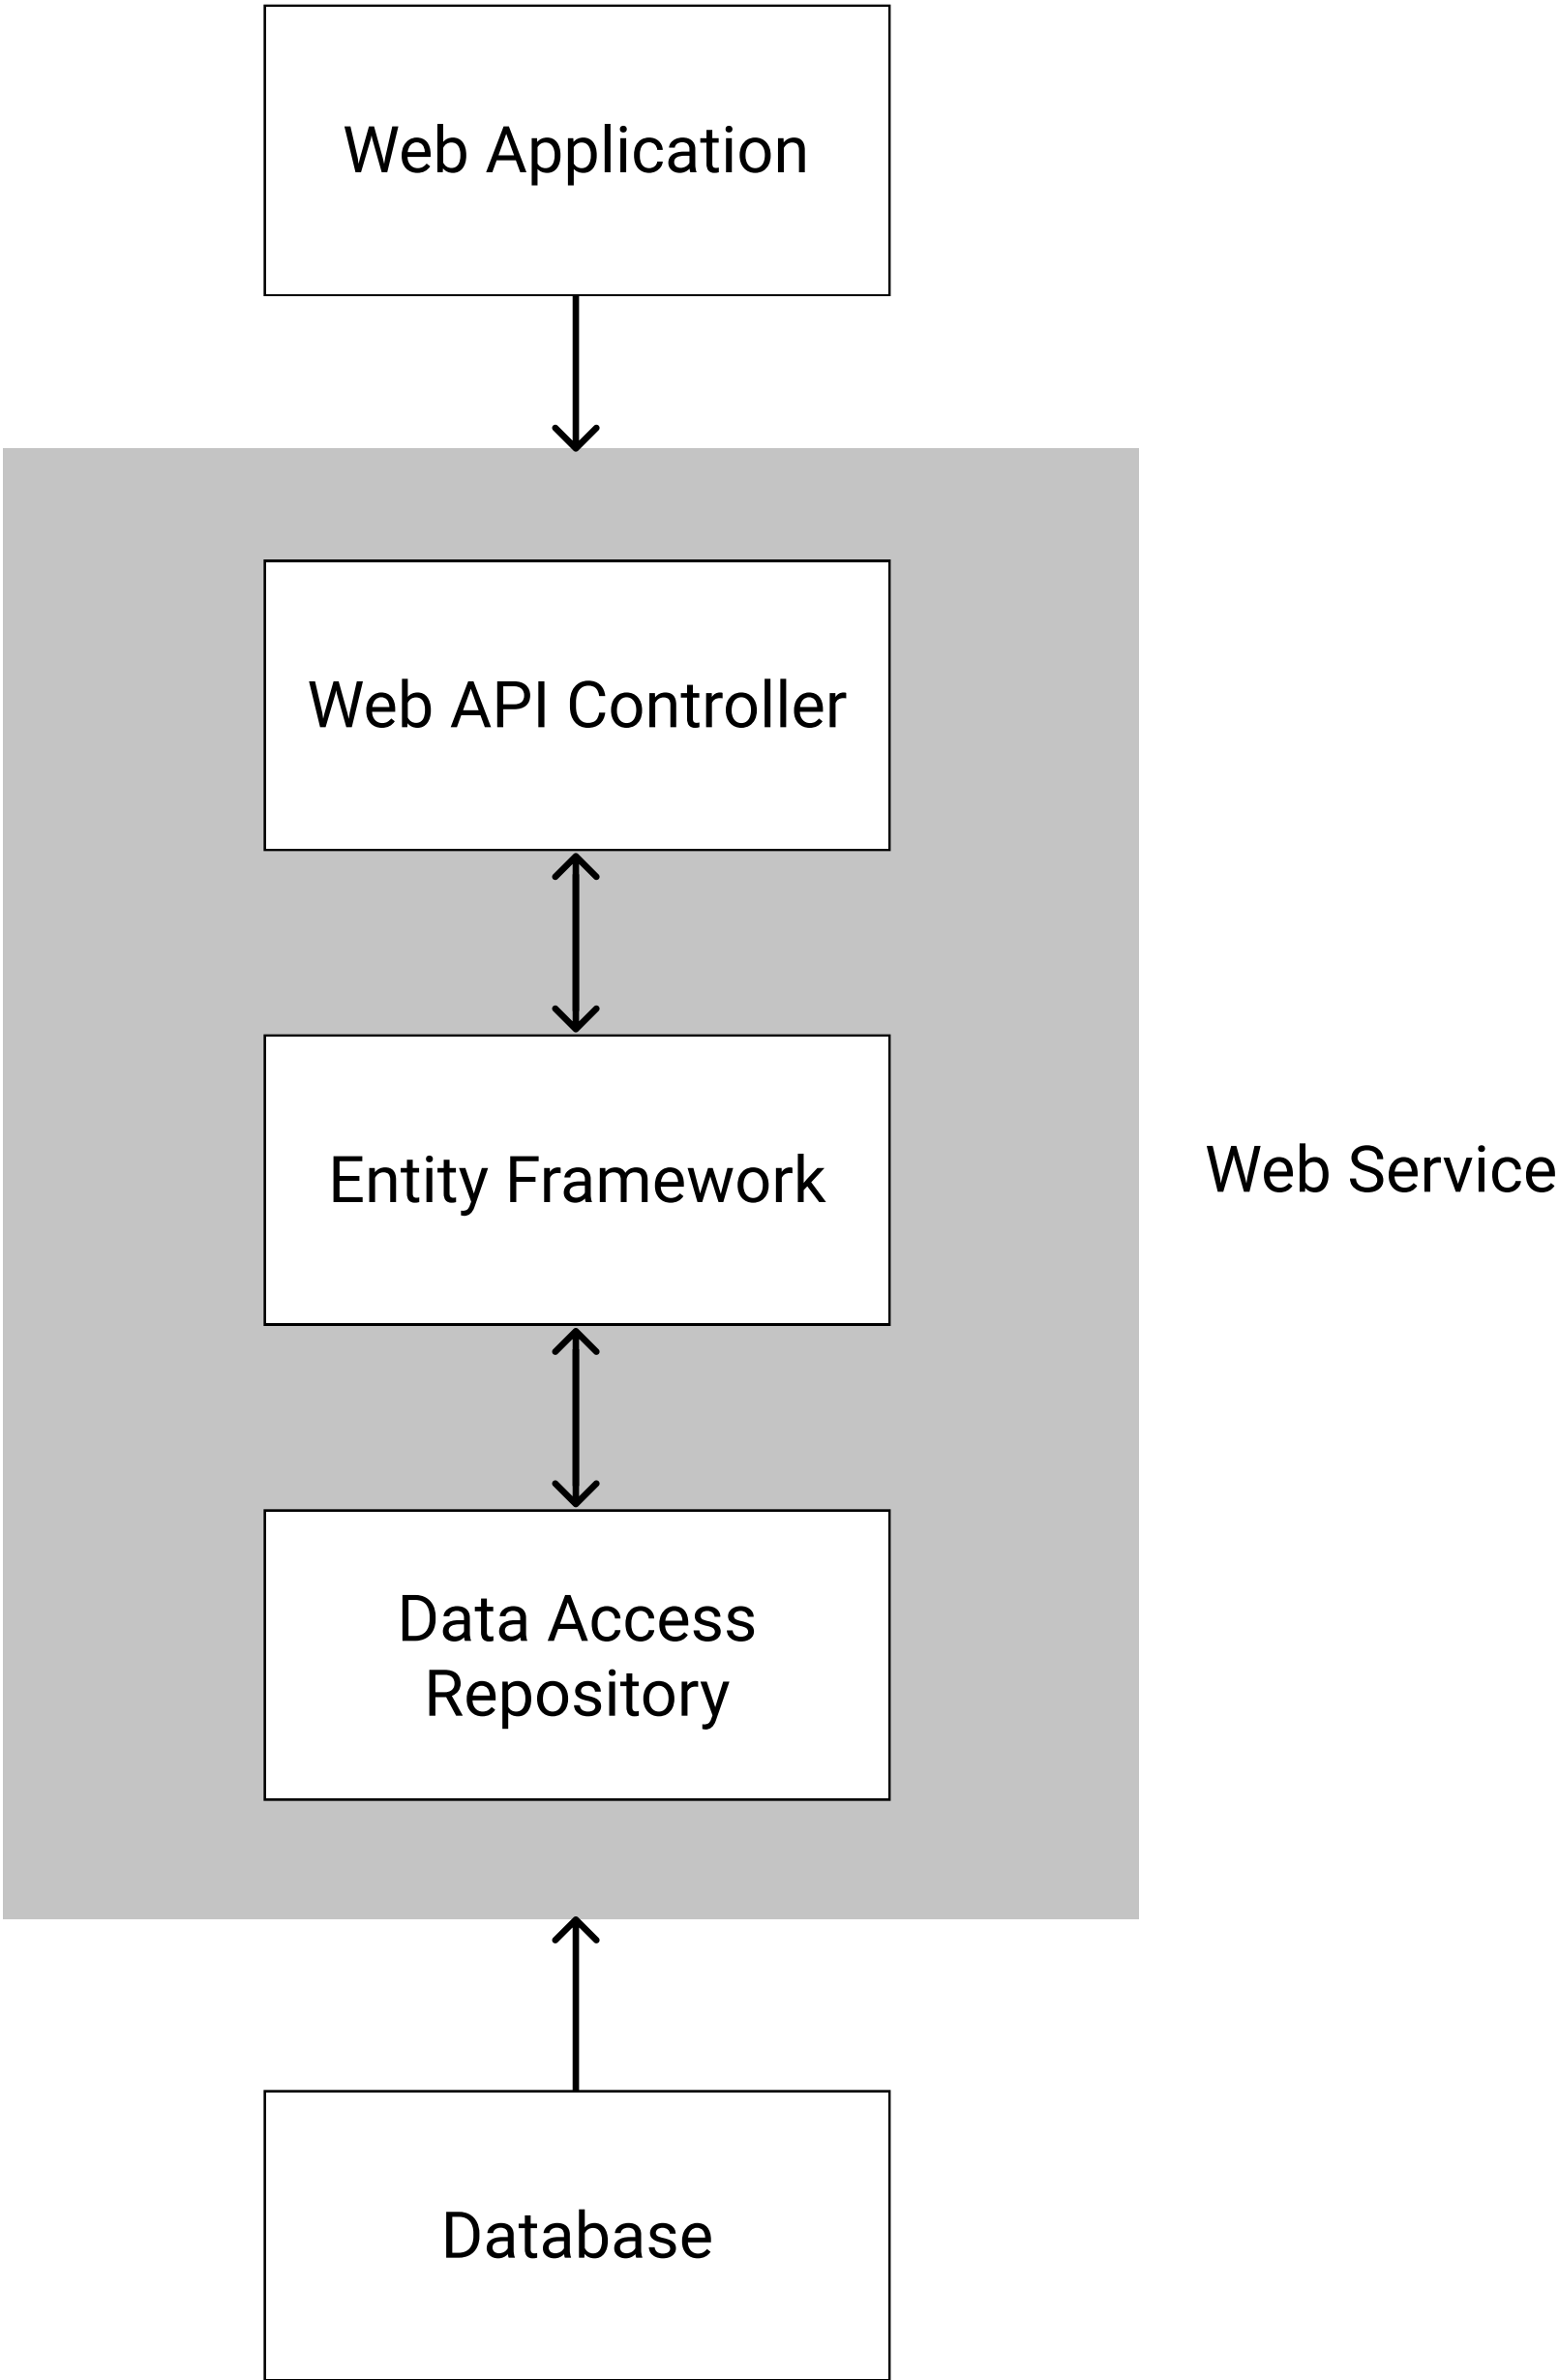 Web Application
Web API Controller
Entity Framework
Web Service
Data Access
Repository
Database